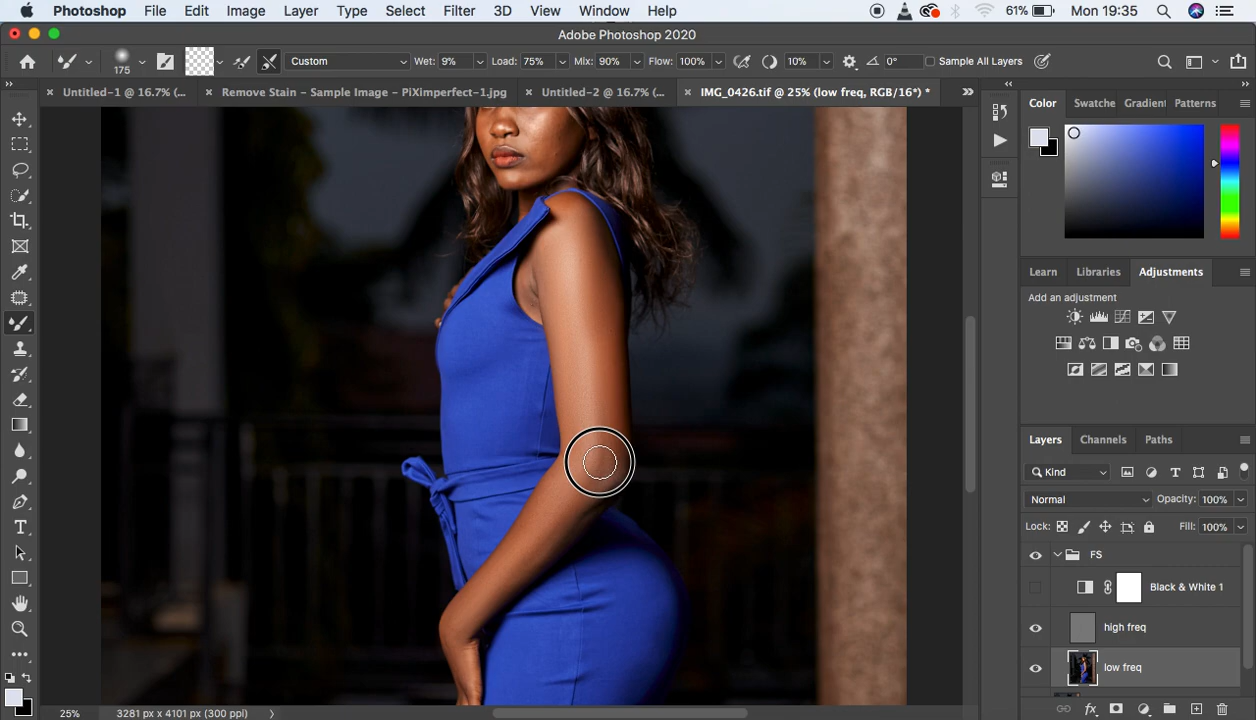 Photoshop File Edit Image Layer Type Select Filter 3D View Window Help 61% Mon 19:35
Adobe Photoshop 2020
175 Custom Wet: 9% Load: 75% Mix: 90% Flow: 100% 10% 0° Sample All Layers
Untitled-1 @ 16.7% (... Remove Stain - Sample Image - PiXimperfect-1.jpg Untitled-2 @ 16.7% (... IMG_0426.tif @ 25% (low freq, RGB/16*) *
Color Swatche Gradient Patterns
Learn Libraries Adjustments
Add an adjustment
Layers Channels Paths
Kind
Normal Opacity: 100%
Lock: Fill: 100%
FS
Black & White 1
high freq
low freq
25% 3281 px x 4101 px (300 ppi)